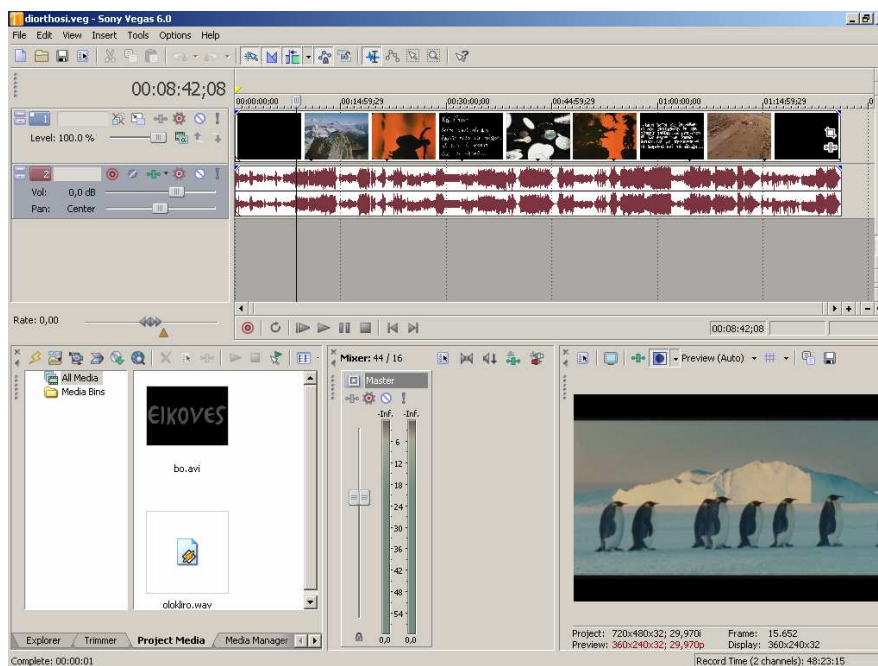 diorthosi.veg - Sony Vegas 6.0
File Edit View Insert Tools Options Help
00:08:42;08
00:00:00;00 00:14:59;29 00:30:00;00 00:44:59;29 01:00:00;00 01:14:59;29
1
Level: 100.0 %
2
Vol: 0,0 dB
Pan: Center
Rate: 0,00
00:08:42;08
All Media
Media Bins
ΕΙΚΟΝΕS
bo.avi
olokliro.wav
Explorer Trimmer Project Media Media Manager
Mixer: 44 / 16
Master
-Inf. -Inf.
- 6 -
-12 -
-18 -
-24 -
-30 -
-36 -
-42 -
-48 -
-54 -
0,0 0,0
Preview (Auto)
Project: 720x480x32; 29,970i Frame: 15.652
Preview: 360x240x32; 29,970p Display: 360x240x32
Complete: 00:00:01
Record Time (2 channels): 48:23:15